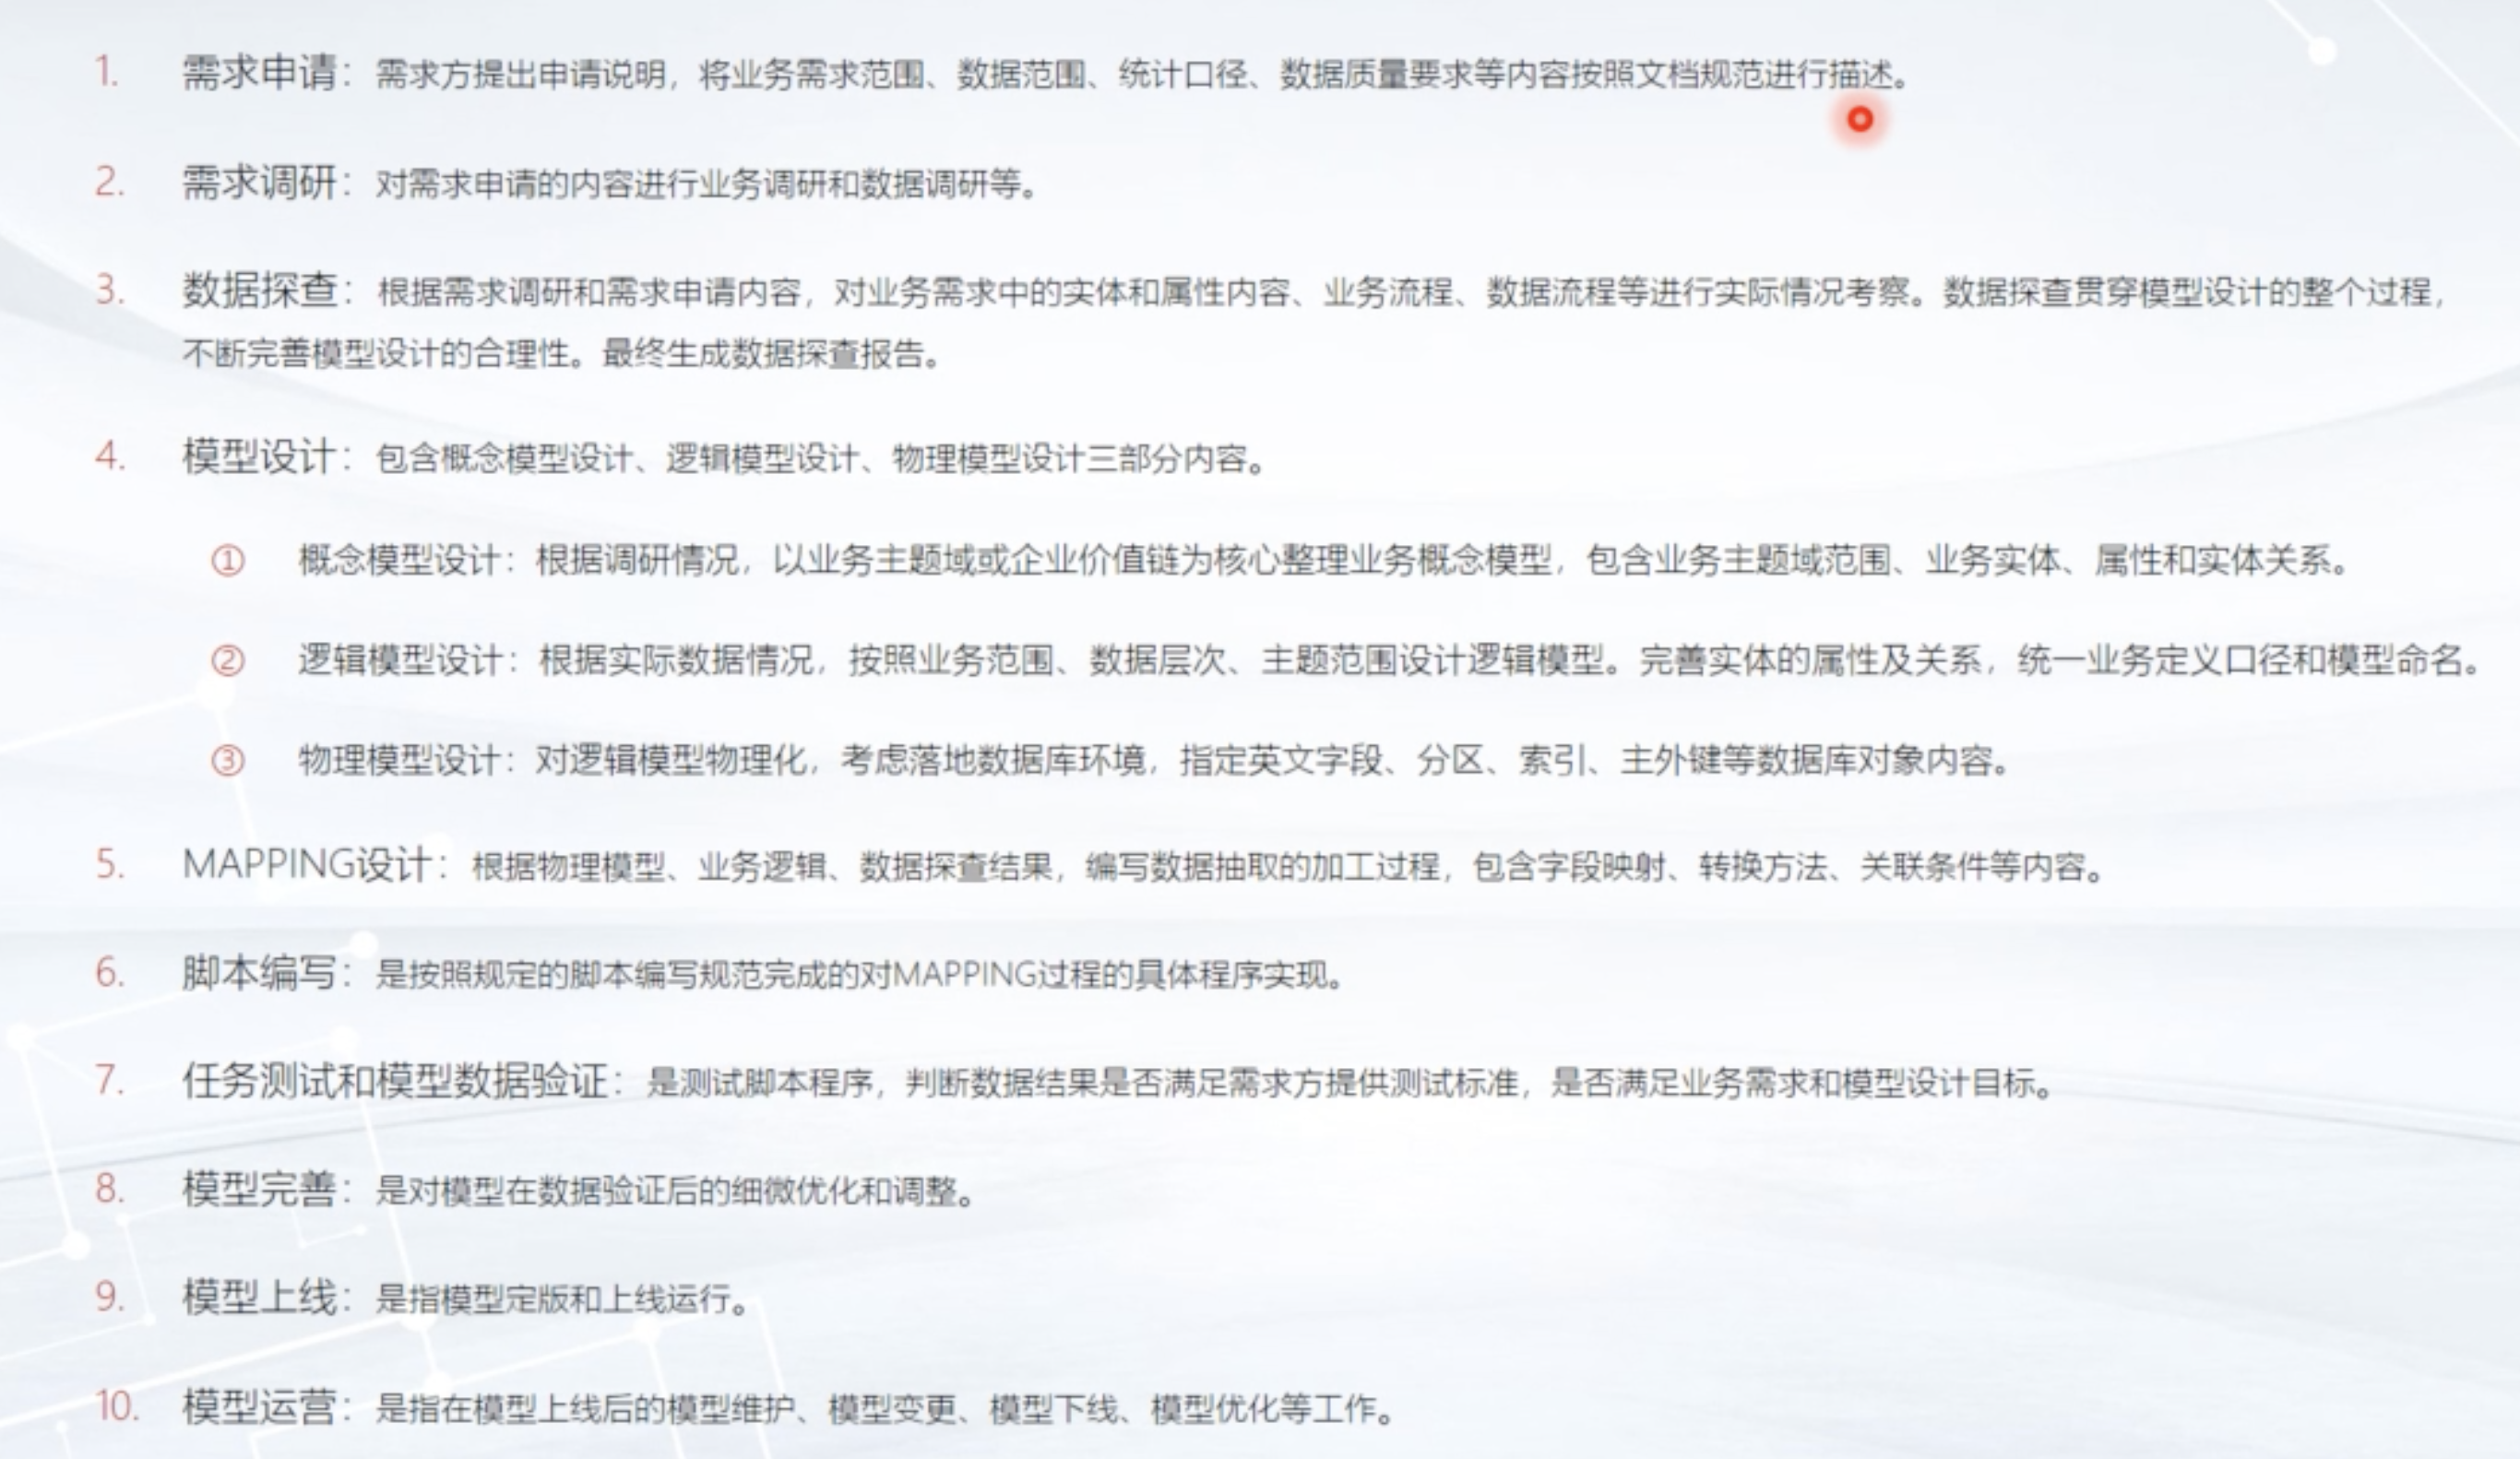 1. 需求申请：需求方提出申请说明，将业务需求范围、数据范围、统计口径、数据质量要求等内容按照文档规范进行描述。
2. 需求调研：对需求申请的内容进行业务调研和数据调研等。
3. 数据探查：根据需求调研和需求申请内容，对业务需求中的实体和属性内容、业务流程、数据流程等进行实际情况考察。数据探查贯穿模型设计的整个过程，
不断完善模型设计的合理性。最终生成数据探查报告。
4. 模型设计：包含概念模型设计、逻辑模型设计、物理模型设计三部分内容。
① 概念模型设计：根据调研情况，以业务主题域或企业价值链为核心整理业务概念模型，包含业务主题域范围、业务实体、属性和实体关系。
② 逻辑模型设计：根据实际数据情况，按照业务范围、数据层次、主题范围设计逻辑模型。完善实体的属性及关系，统一业务定义口径和模型命名。
③ 物理模型设计：对逻辑模型物理化，考虑落地数据库环境，指定英文字段、分区、索引、主外键等数据库对象内容。
5. MAPPING设计：根据物理模型、业务逻辑、数据探查结果，编写数据抽取的加工过程，包含字段映射、转换方法、关联条件等内容。
6. 脚本编写：是按照规定的脚本编写规范完成的对MAPPING过程的具体程序实现。
7. 任务测试和模型数据验证：是测试脚本程序，判断数据结果是否满足需求方提供测试标准，是否满足业务需求和模型设计目标。
8. 模型完善：是对模型在数据验证后的细微优化和调整。
9. 模型上线：是指模型定版和上线运行。
10. 模型运营：是指在模型上线后的模型维护、模型变更、模型下线、模型优化等工作。